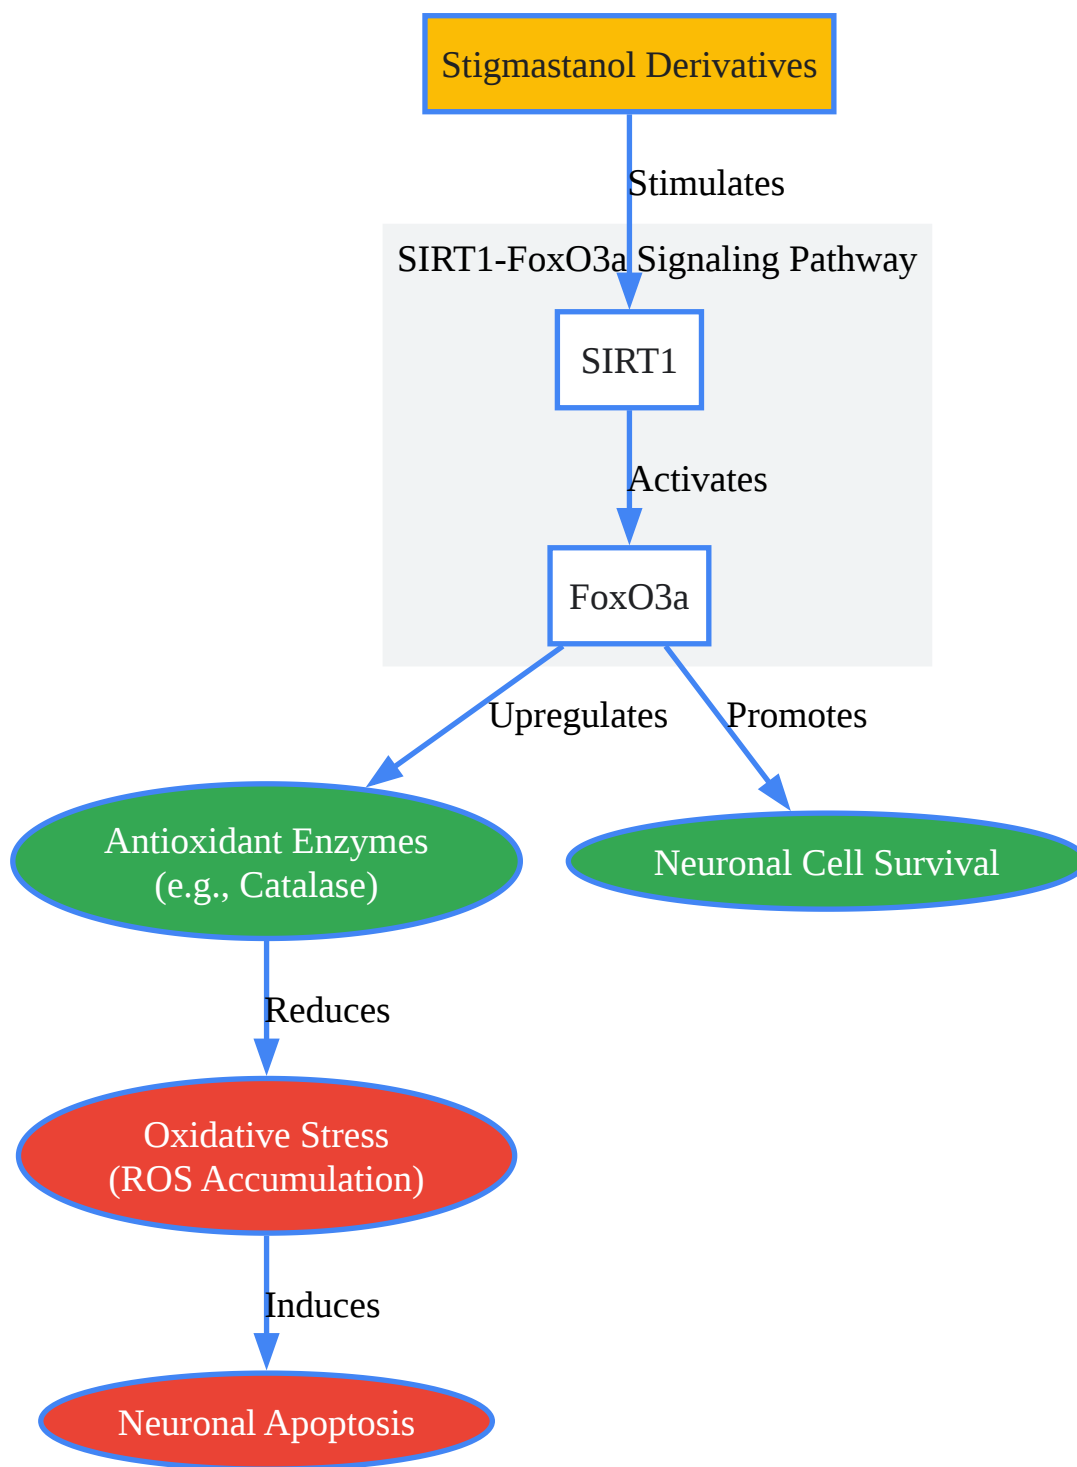 Stigmastanol Derivatives
Stimulates
SIRT1-FoxO3a Signaling Pathway
SIRT1
Activates
FoxO3a
Upregulates
Promotes
Antioxidant Enzymes
(e.g., Catalase)
Neuronal Cell Survival
Reduces
Oxidative Stress
(ROS Accumulation)
Induces
Neuronal Apoptosis